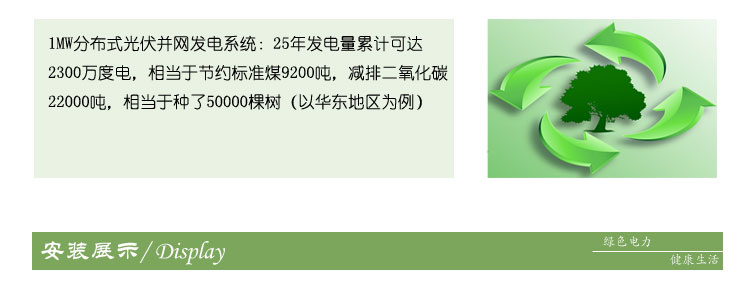 1MW分布式光伏并网发电系统：25年发电量累计可达
2300万度电，相当于节约标准煤9200吨，减排二氧化碳
22000吨，相当于种了50000棵树（以华东地区为例）
安装展示/Display
绿色电力
健康生活